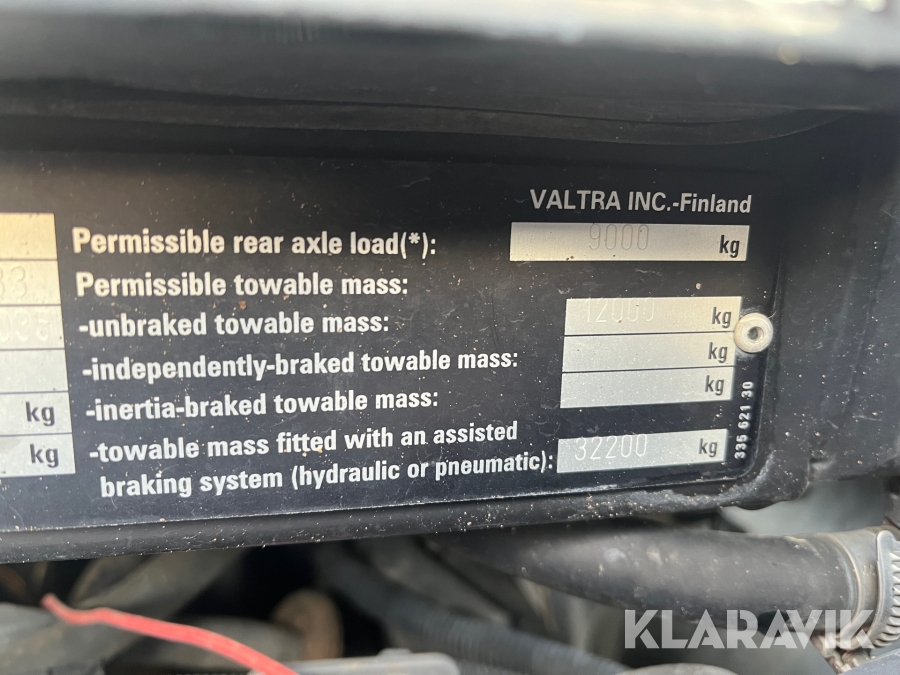 VALTRA INC.-Finland
Permissible rear axle load(*): 9000 kg
33 Permissible towable mass:
-unbraked towable mass: 12000 kg
-independently-braked towable mass: kg
kg -inertia-braked towable mass: kg
kg -towable mass fitted with an assisted
braking system (hydraulic or pneumatic): 32200 kg
335 621 30
KLARAVIK